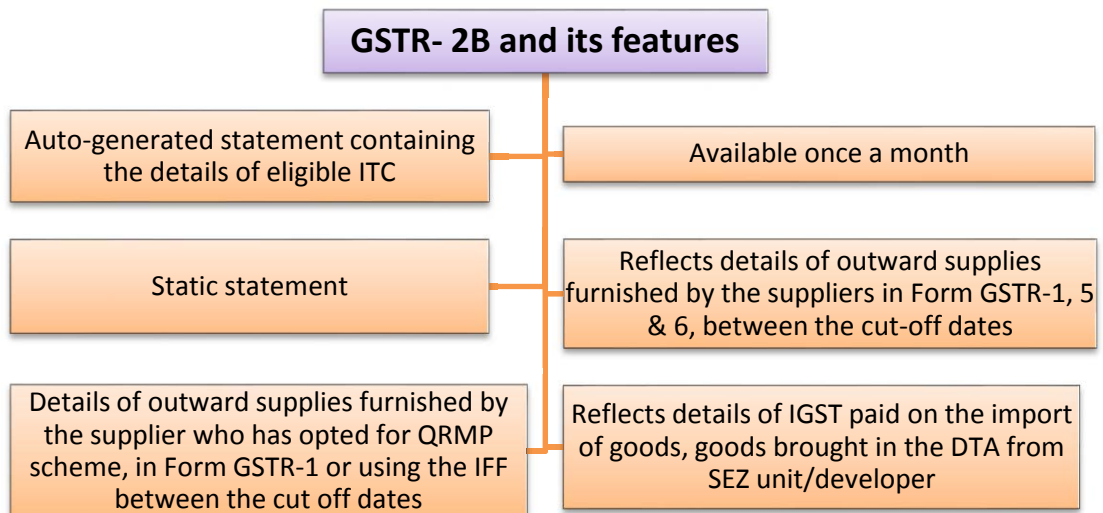 GSTR- 2B and its features
Auto-generated statement containing
the details of eligible ITC
Available once a month
Static statement
Reflects details of outward supplies
furnished by the suppliers in Form GSTR-1, 5
& 6, between the cut-off dates
Details of outward supplies furnished by
the supplier who has opted for QRMP
scheme, in Form GSTR-1 or using the IFF
between the cut off dates
Reflects details of IGST paid on the import
of goods, goods brought in the DTA from
SEZ unit/developer